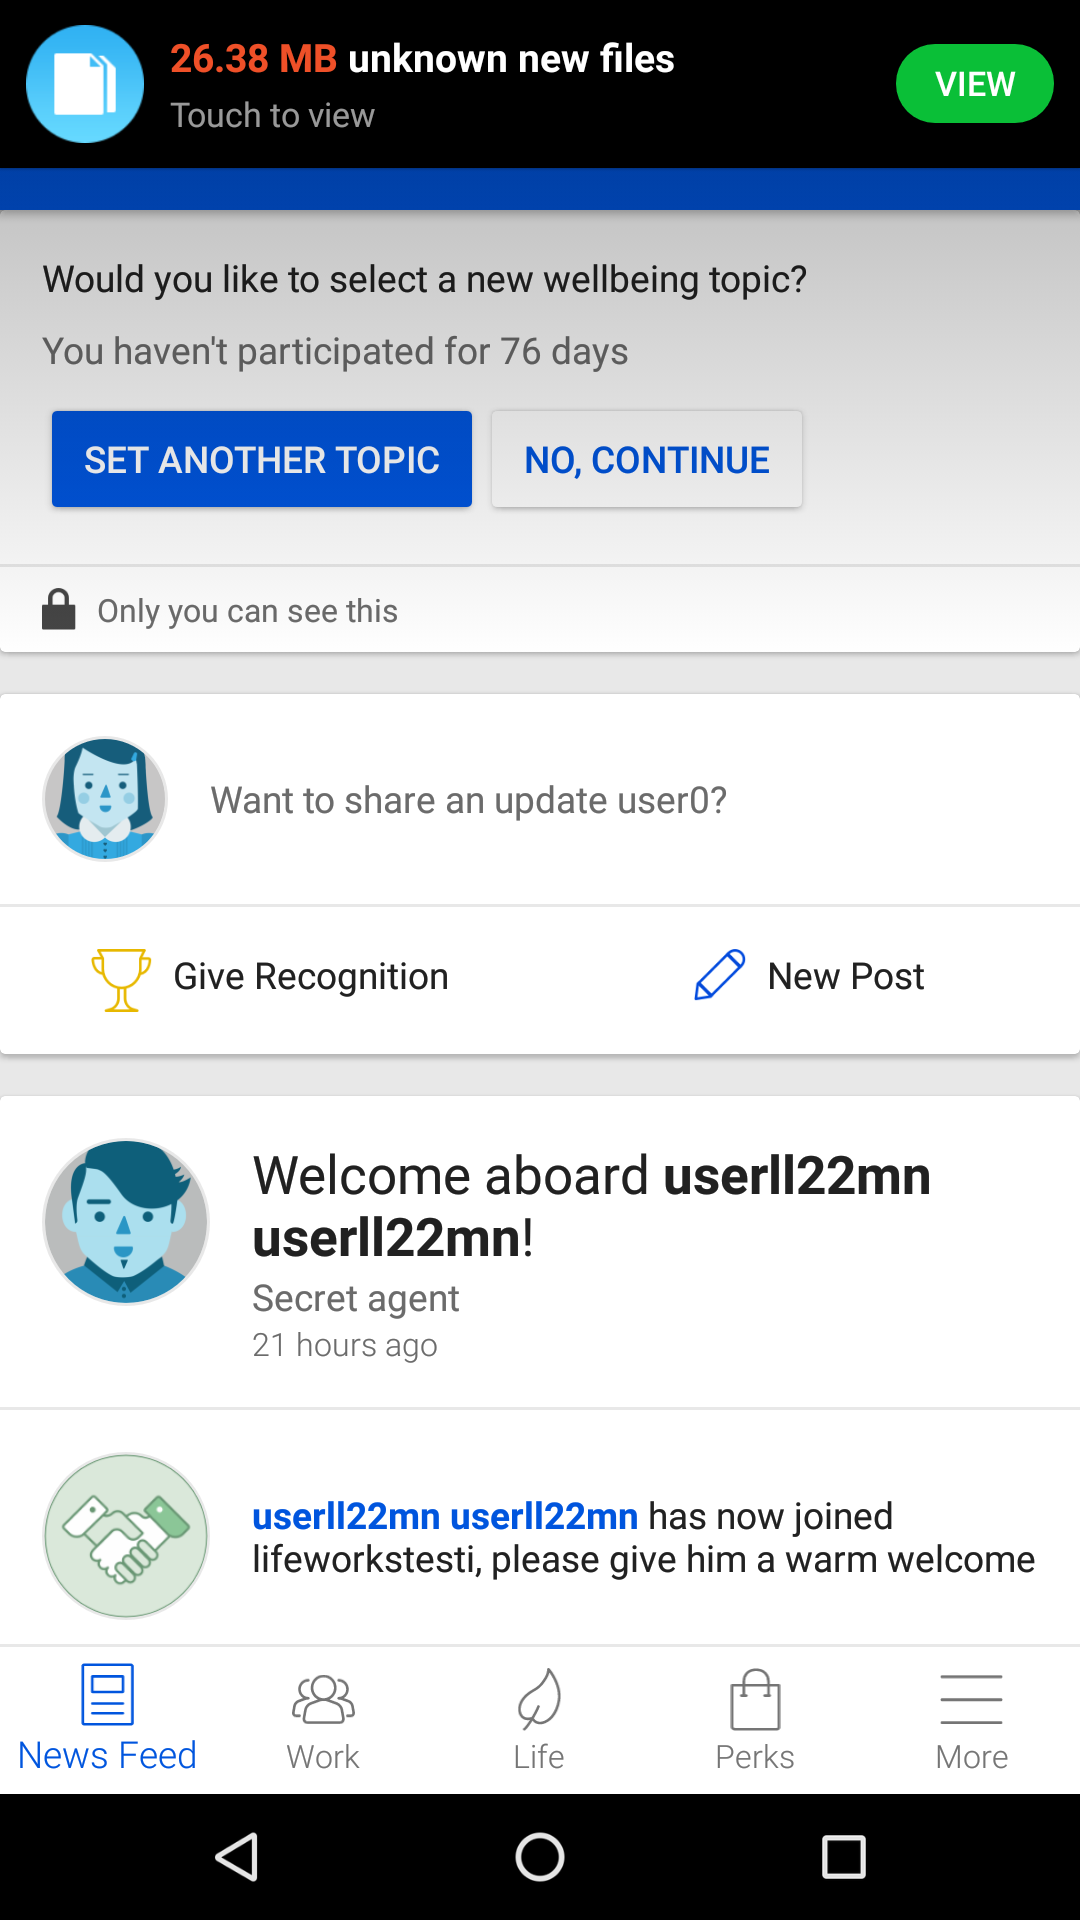 26.38 MB unknown new files
Touch to view
VIEW
Would you like to select a new wellbeing topic?
You haven't participated for 76 days
SET ANOTHER TOPIC
NO, CONTINUE
Only you can see this
Want to share an update user0?
Give Recognition
New Post
Welcome aboard userll22mn
userll22mn!
Secret agent
21 hours ago
userll22mn userll22mn has now joined
lifeworkstesti, please give him a warm welcome
News Feed
Work
Life
Perks
More